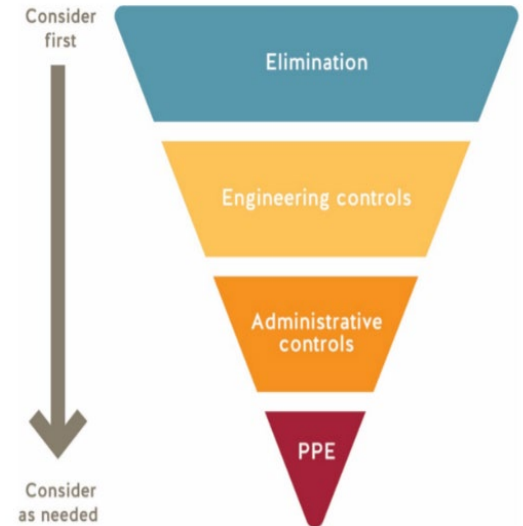 Consider
first
Elimination
Engineering controls
Administrative
controls
PPE
Consider
as needed